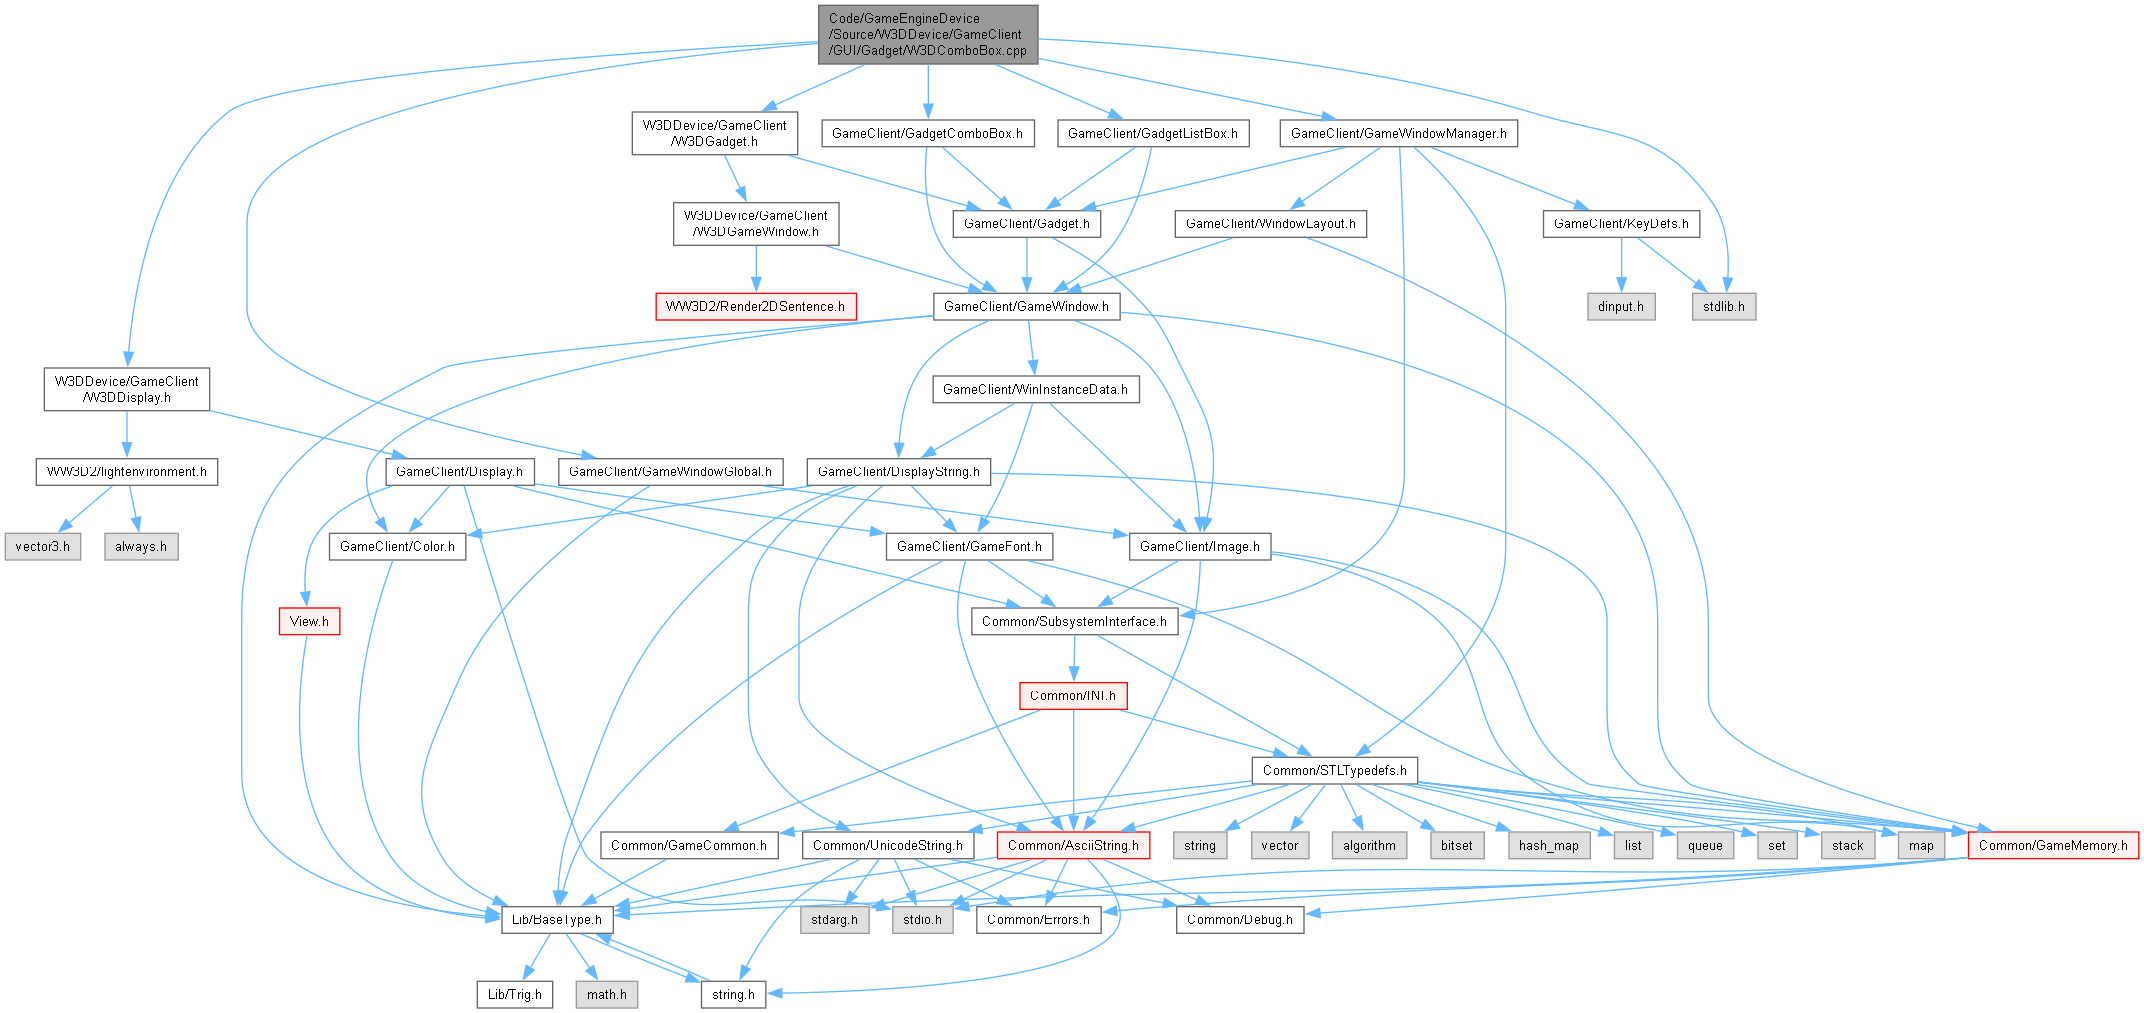 Code/GameEngineDevice
/Source/W3DDevice/GameClient
/GUI/Gadget/W3DComboBox.cpp
W3DDevice/GameClient
/W3DGadget.h
GameClient/GadgetComboBox.h
GameClient/GadgetListBox.h
GameClient/GameWindowManager.h
W3DDevice/GameClient
/W3DGameWindow.h
GameClient/Gadget.h
GameClient/WindowLayout.h
GameClient/KeyDefs.h
WW3D2/Render2DSentence.h
GameClient/GameWindow.h
dinput.h
stdlib.h
W3DDevice/GameClient
/W3DDisplay.h
GameClient/WinInstanceData.h
WW3D2/lightenvironment.h
GameClient/Display.h
GameClient/GameWindowGlobal.h
GameClient/DisplayString.h
vector3.h
always.h
GameClient/Color.h
GameClient/GameFont.h
GameClient/Image.h
View.h
Common/SubsystemInterface.h
Common/INI.h
Common/STLTypedefs.h
Common/GameCommon.h
Common/UnicodeString.h
Common/AsciiString.h
string
vector
algorithm
bitset
hash_map
list
queue
set
stack
map
Common/GameMemory.h
Lib/BaseType.h
stdarg.h
stdio.h
Common/Errors.h
Common/Debug.h
Lib/Trig.h
math.h
string.h